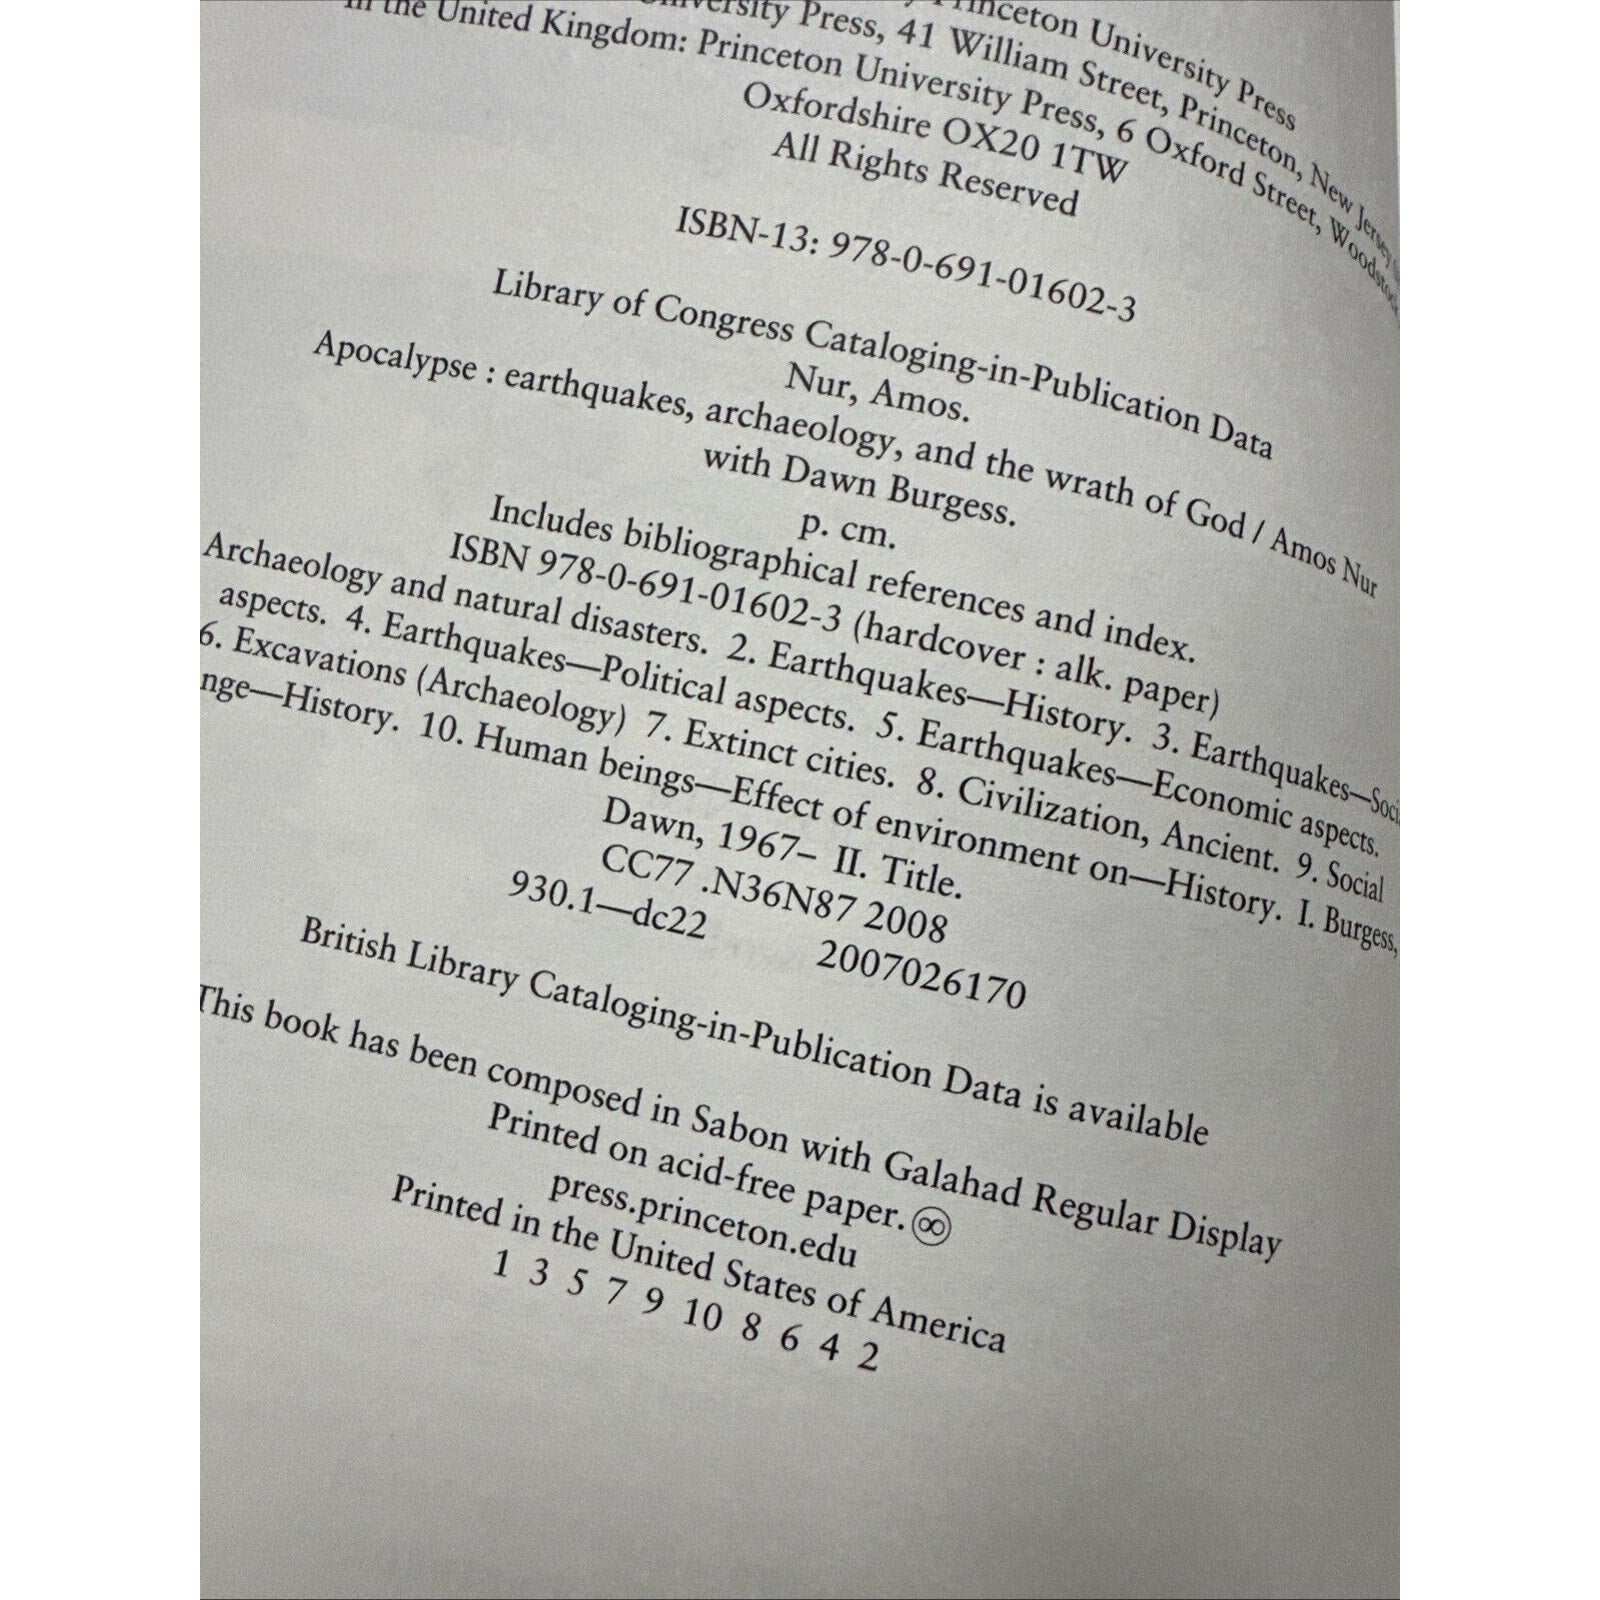 Princeton University Press
University Press, 41 William Street, Princeton, New Jersey
in the United Kingdom: Princeton University Press, 6 Oxford Street, Woodstock,
Oxfordshire OX20 1TW
All Rights Reserved
ISBN-13: 978-0-691-01602-3
Library of Congress Cataloging-in-Publication Data
Nur, Amos.
Apocalypse : earthquakes, archaeology, and the wrath of God / Amos Nur
with Dawn Burgess.
p. cm.
Includes bibliographical references and index.
ISBN 978-0-691-01602-3 (hardcover : alk. paper)
Archaeology and natural disasters. 2. Earthquakes—History. 3. Earthquakes—Soci
aspects. 4. Earthquakes—Political aspects. 5. Earthquakes—Economic aspects.
6. Excavations (Archaeology) 7. Extinct cities. 8. Civilization, Ancient. 9. Social
nge—History. 10. Human beings—Effect of environment on—History. I. Burgess,
Dawn, 1967– II. Title.
CC77 .N36N87 2008
930.1—dc22 2007026170
British Library Cataloging-in-Publication Data is available
This book has been composed in Sabon with Galahad Regular Display
Printed on acid-free paper. ♾
press.princeton.edu
Printed in the United States of America
1 3 5 7 9 10 8 6 4 2